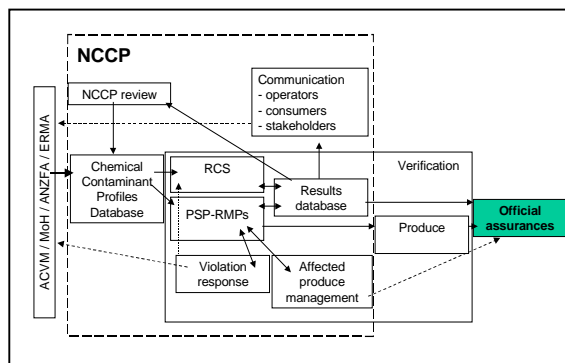 NCCP
Communication
- operators
- consumers
- stakeholders
NCCP review
ACVM / MoH / ANZFA / ERMA
Chemical
Contaminant
Profiles
Database
RCS
Verification
Results
database
PSP-RMPs
Produce
Official
assurances
Violation
response
Affected
produce
management